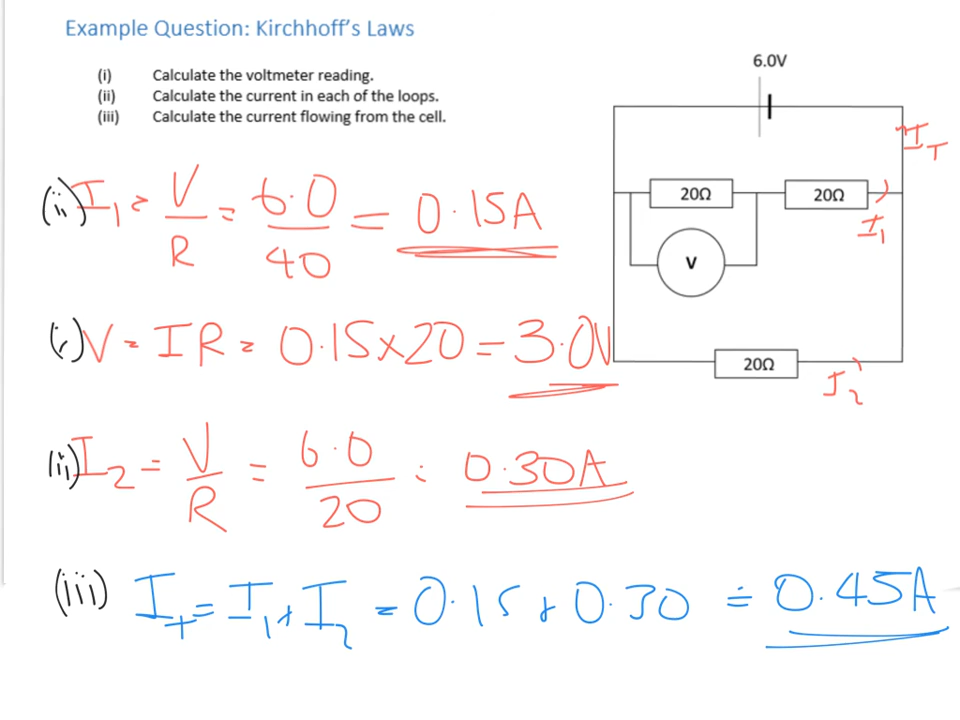 Example Question: Kirchhoff's Laws
(i) Calculate the voltmeter reading.
(ii) Calculate the current in each of the loops.
(iii) Calculate the current flowing from the cell.
6.0V
I_T
20Ω
20Ω
I_1
V
20Ω
I_2
(ii) I_1 = V/R = 6.0/40 = 0.15A
(i) V = IR = 0.15×20 = 3.0V
(ii) I_2 = V/R = 6.0/20 = 0.30A
(iii) I_T = I_1 + I_2 = 0.15 + 0.30 = 0.45A